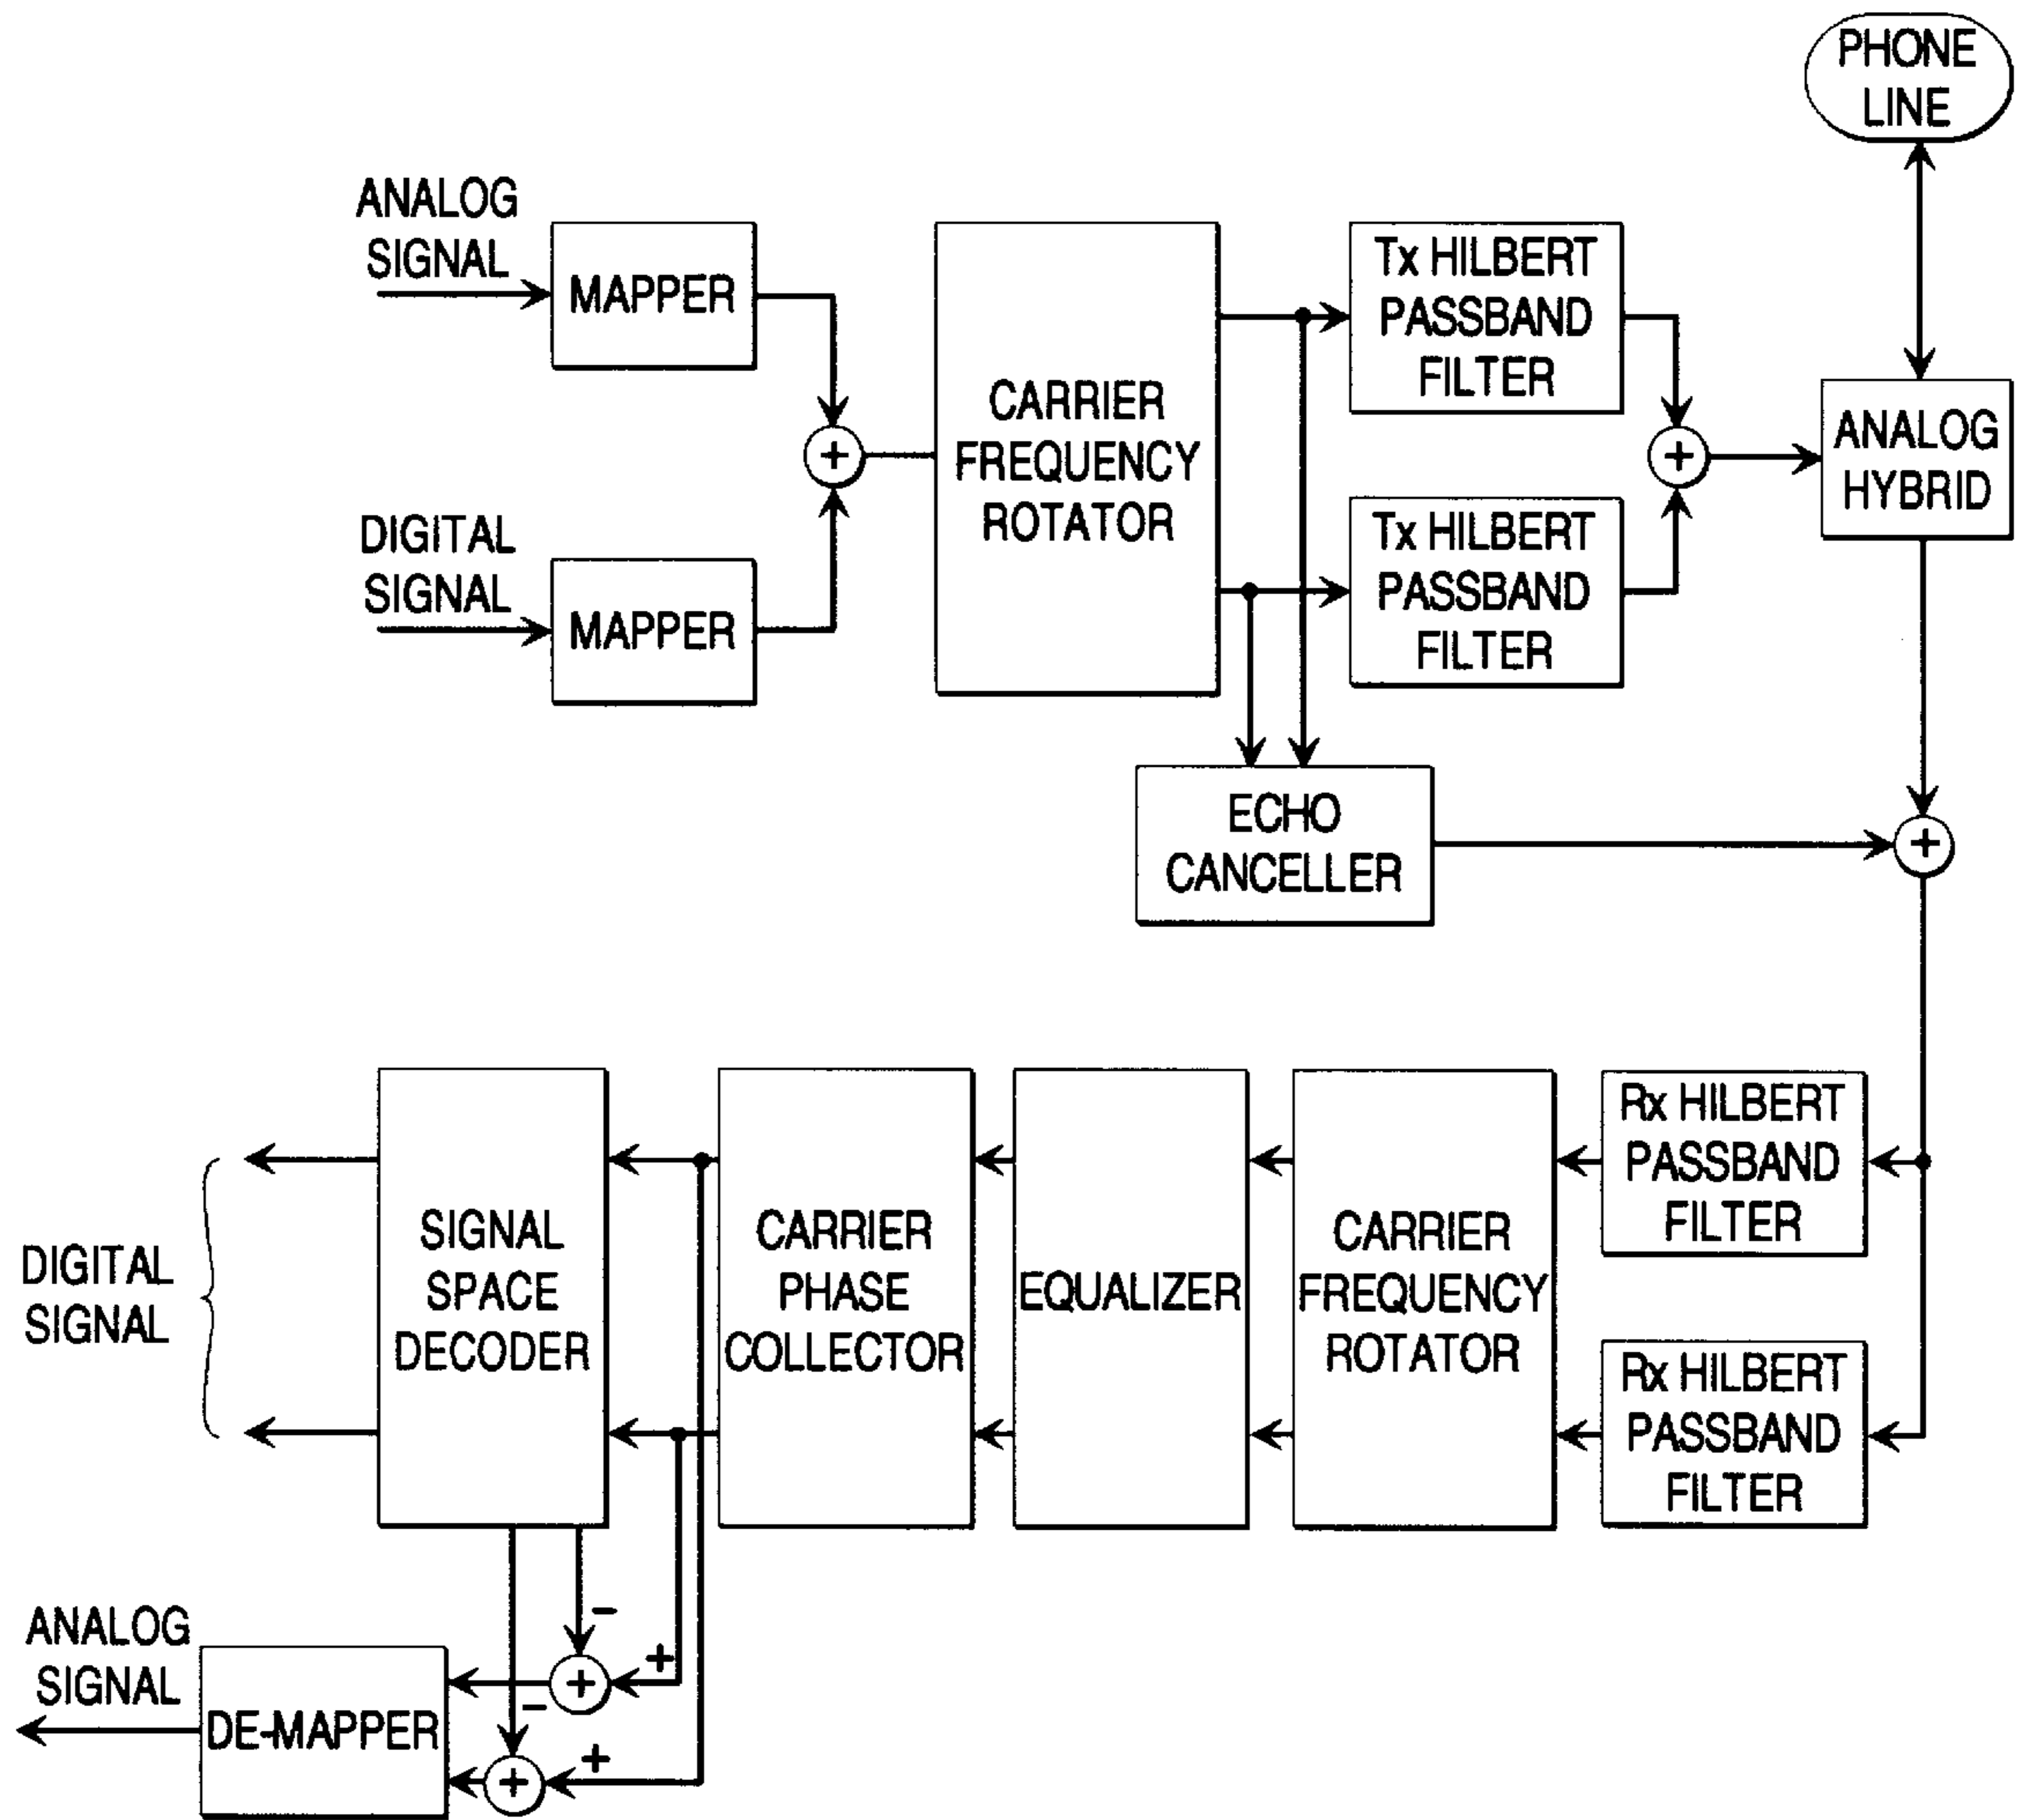 PHONE
LINE
ANALOG
SIGNAL
MAPPER
DIGITAL
SIGNAL
MAPPER
+
CARRIER
FREQUENCY
ROTATOR
Tx HILBERT
PASSBAND
FILTER
Tx HILBERT
PASSBAND
FILTER
+
ANALOG
HYBRID
ECHO
CANCELLER
+
Rx HILBERT
PASSBAND
FILTER
Rx HILBERT
PASSBAND
FILTER
CARRIER
FREQUENCY
ROTATOR
EQUALIZER
CARRIER
PHASE
COLLECTOR
SIGNAL
SPACE
DECODER
DIGITAL
SIGNAL
-
+
+
-
+
+
ANALOG
SIGNAL
DE-MAPPER